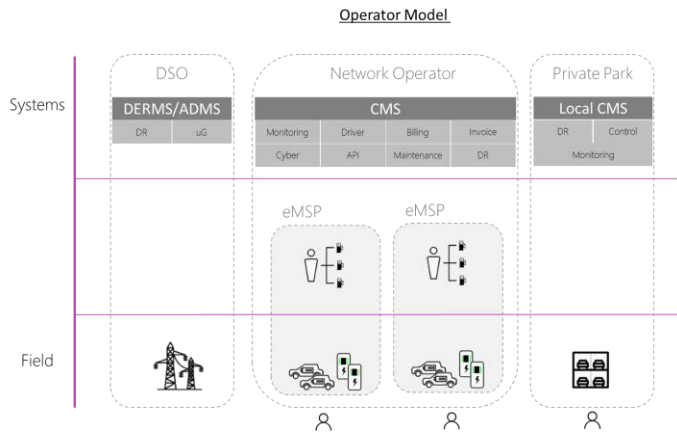 Operator Model
DSO
Network Operator
Private Park
Systems
DERMS/ADMS
CMS
Local CMS
DR
uG
Monitoring
Driver
Billing
Invoice
DR
Control
Cyber
API
Maintenance
DR
Monitoring
eMSP
eMSP
Field